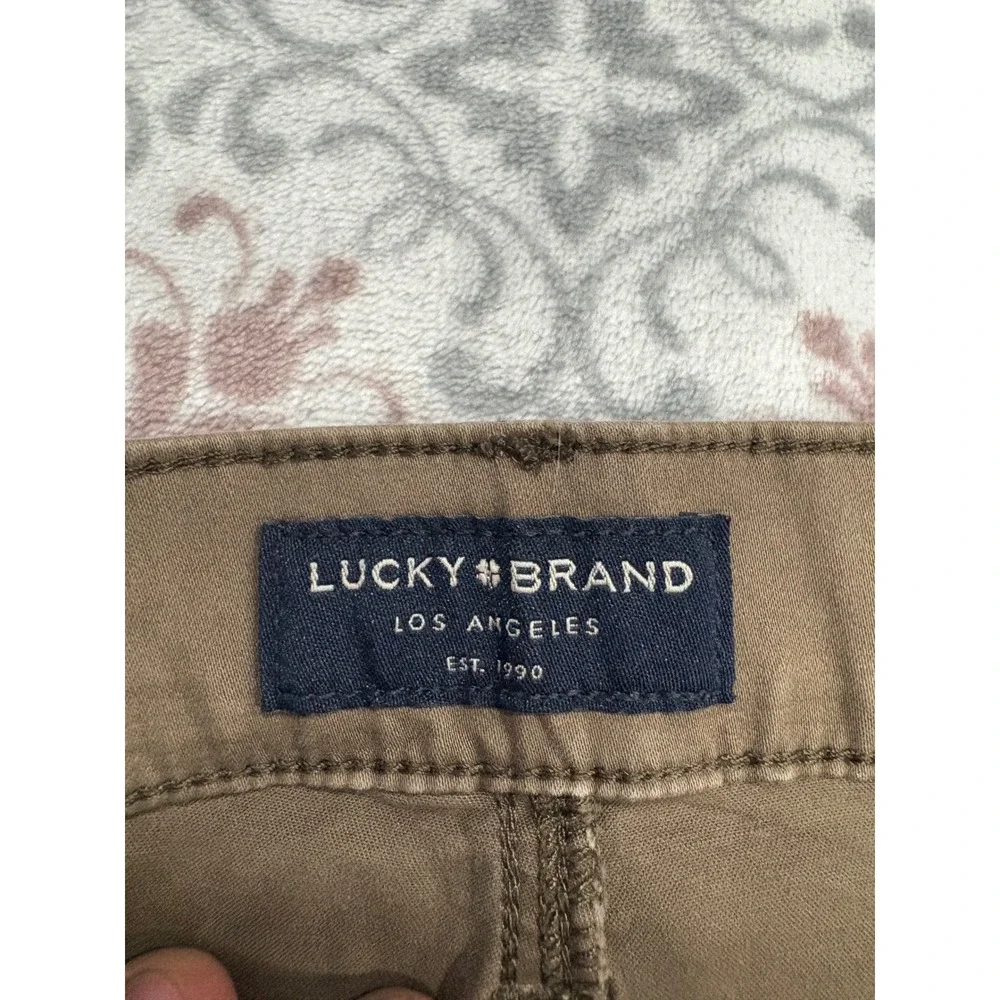 LUCKY BRAND
LOS ANGELES
EST. 1990